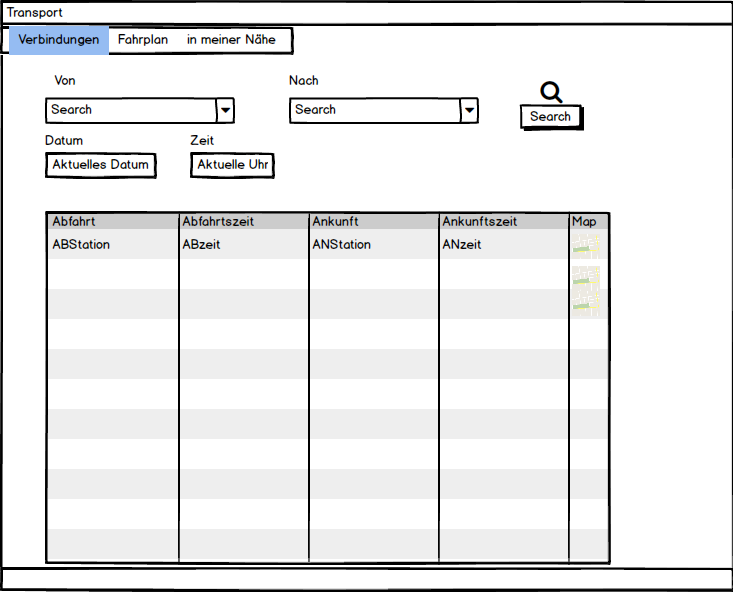 Transport
Verbindungen Fahrplan in meiner Nähe
Von Nach
Search Search Search
Datum Zeit
Aktuelles Datum Aktuelle Uhr
Abfahrt Abfahrtszeit Ankunft Ankunftszeit Map
ABStation ABzeit ANStation ANzeit